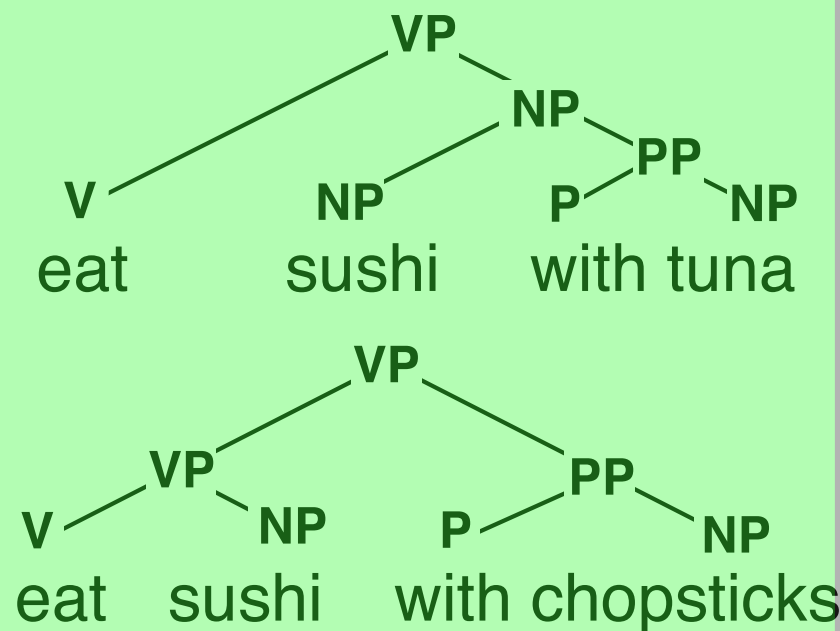 VP
NP
PP
V NP P NP
eat sushi with tuna
VP
VP PP
V NP P NP
eat sushi with chopsticks